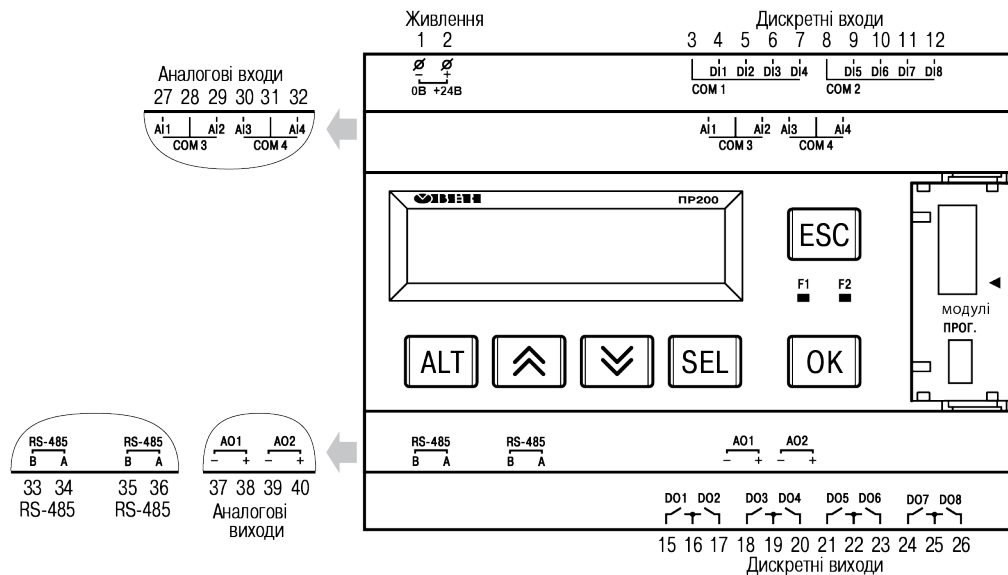 Живлення
Дискретні входи
1 2
3 4 5 6 7 8 9 10 11 12
− +
0В +24В
DI1 DI2 DI3 DI4 DI5 DI6 DI7 DI8
COM 1 COM 2
Аналогові входи
27 28 29 30 31 32
AI1 AI2 AI3 AI4
COM 3 COM 4
AI1 AI2 AI3 AI4
COM 3 COM 4
ОВЕН ПР200
ESC
F1 F2
модулі
ПРОГ.
ALT SEL OK
RS-485 RS-485 AO1 AO2
B A B A − + − +
33 34 35 36 37 38 39 40
RS-485 RS-485 Аналогові
виходи
RS-485 RS-485 AO1 AO2
B A B A − + − +
DO1 DO2 DO3 DO4 DO5 DO6 DO7 DO8
15 16 17 18 19 20 21 22 23 24 25 26
Дискретні виходи